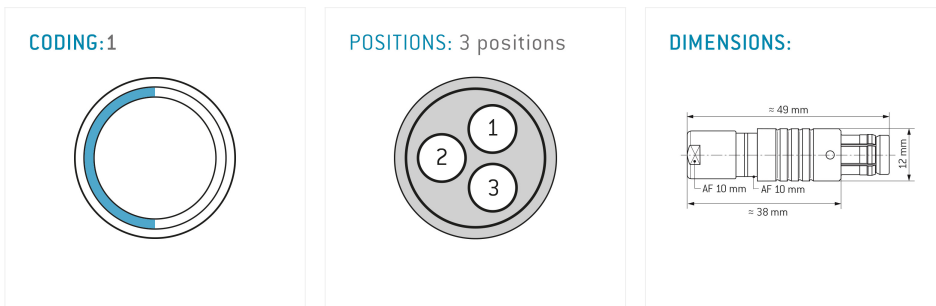 CODING:1
POSITIONS: 3 positions
1
2
3
DIMENSIONS:
≈ 49 mm
12 mm
AF 10 mm
AF 10 mm
≈ 38 mm